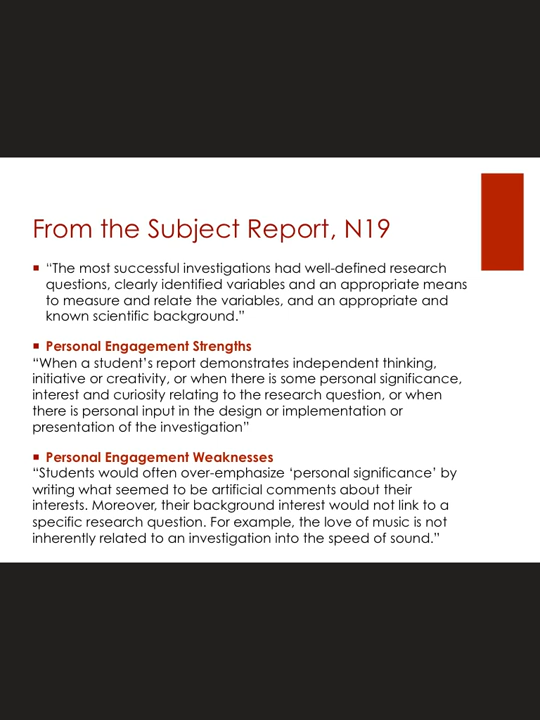 From the Subject Report, N19
“The most successful investigations had well-defined research
questions, clearly identified variables and an appropriate means
to measure and relate the variables, and an appropriate and
known scientific background.”
Personal Engagement Strengths
“When a student’s report demonstrates independent thinking,
initiative or creativity, or when there is some personal significance,
interest and curiosity relating to the research question, or when
there is personal input in the design or implementation or
presentation of the investigation”
Personal Engagement Weaknesses
“Students would often over-emphasize ‘personal significance’ by
writing what seemed to be artificial comments about their
interests. Moreover, their background interest would not link to a
specific research question. For example, the love of music is not
inherently related to an investigation into the speed of sound.”